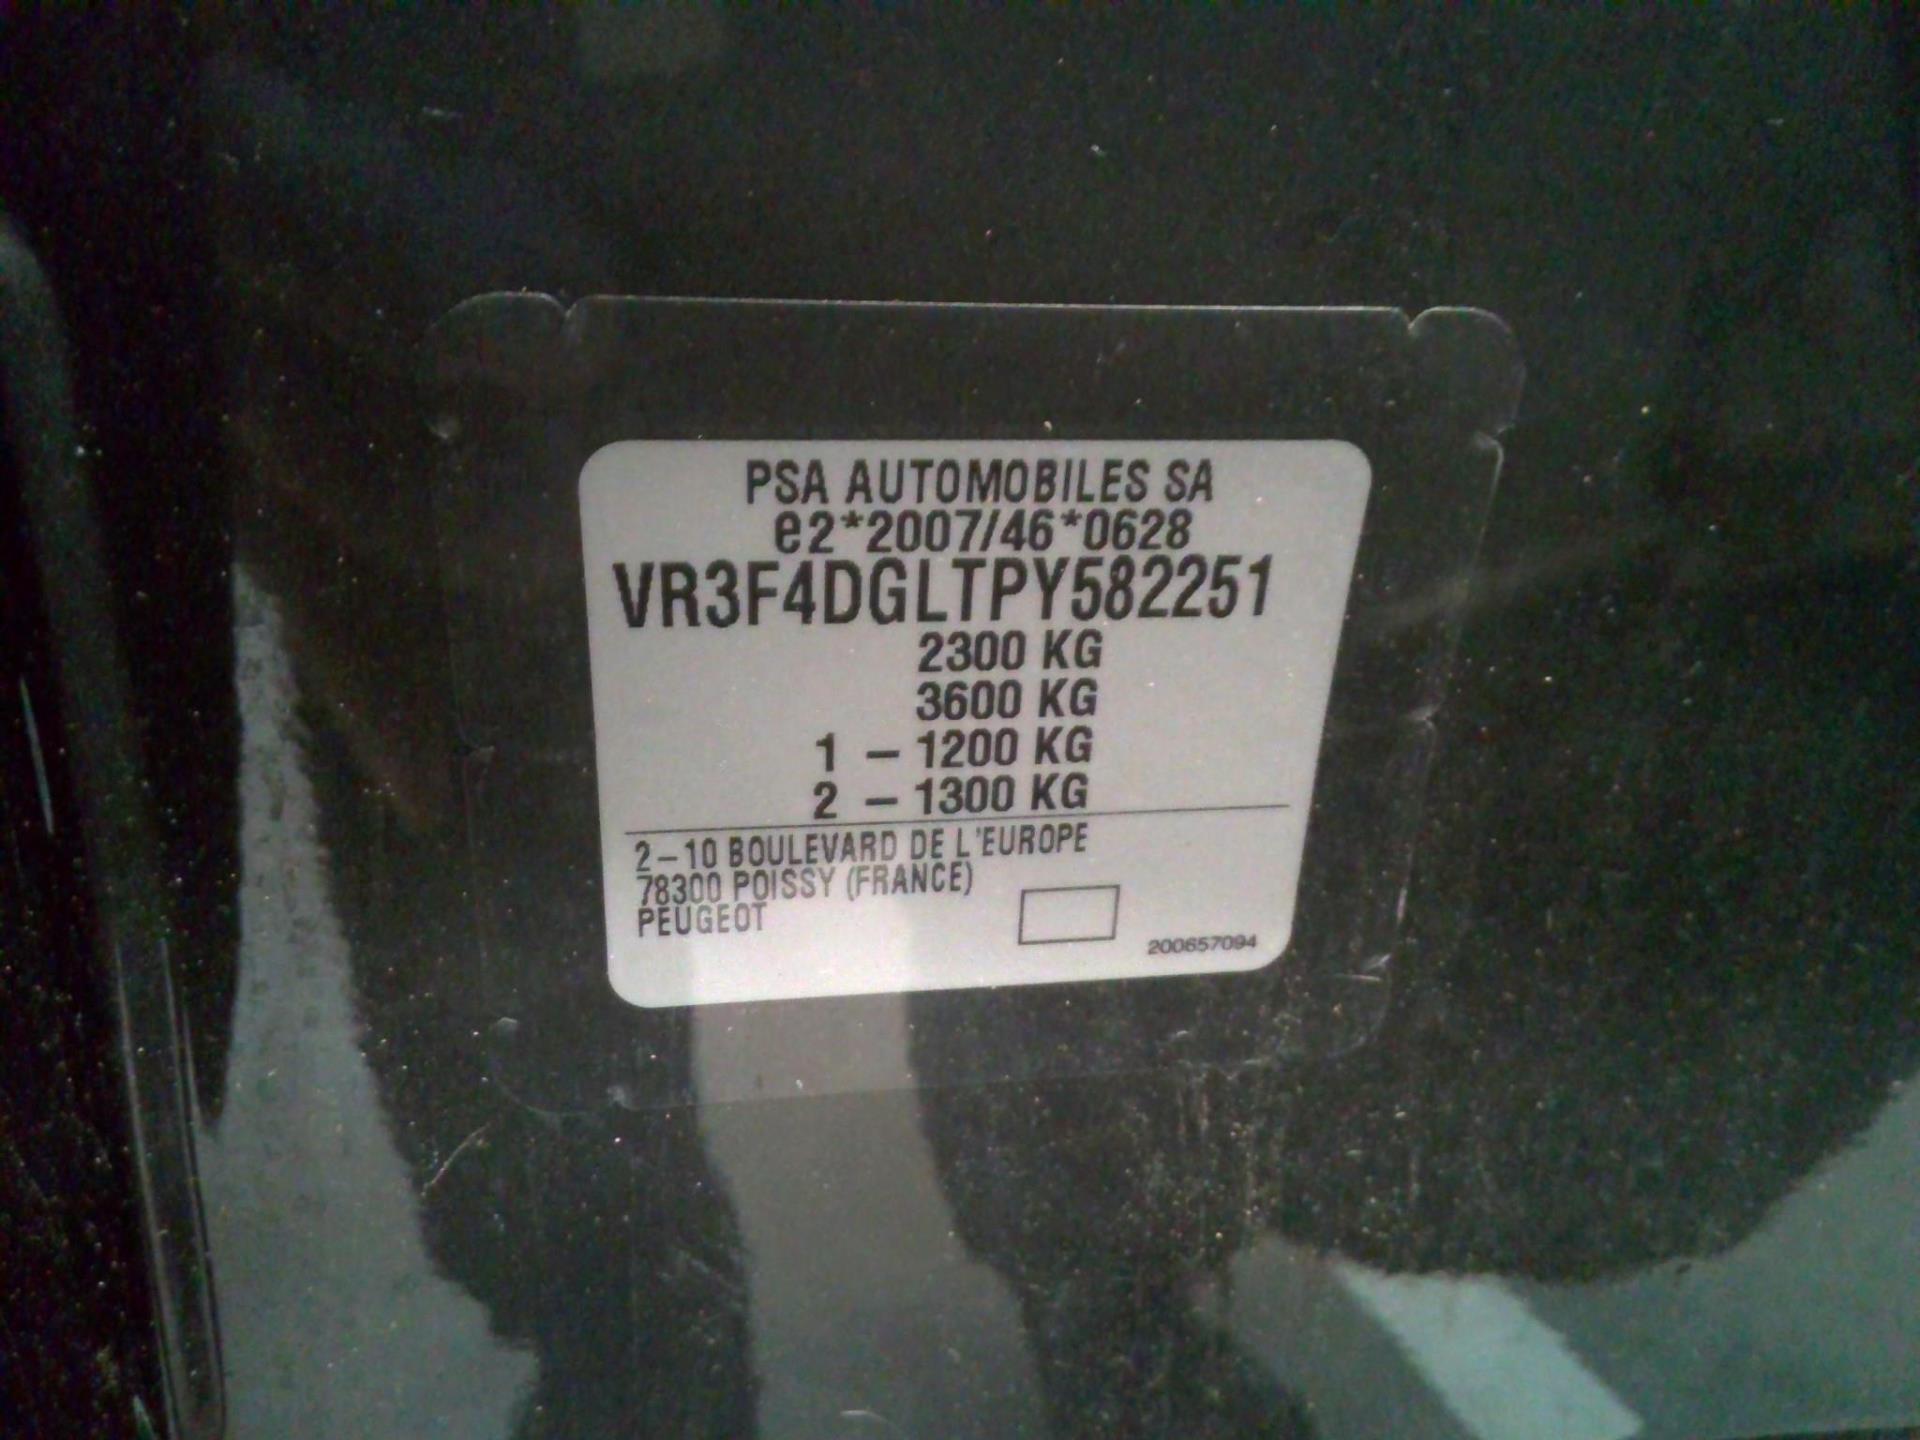 PSA AUTOMOBILES SA
e2*2007/46*0628
VR3F4DGLTPY582251
2300 KG
3600 KG
1 – 1200 KG
2 – 1300 KG
2–10 BOULEVARD DE L'EUROPE
78300 POISSY (FRANCE)
PEUGEOT
200657094